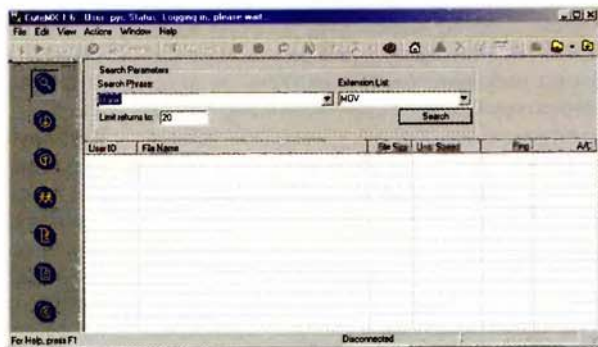 CuteMX 1.6 User: pyc Status: Logging in, please wait...
File Edit View Actions Window Help
Search Parameters
Search Phrase: Extension List:
MOV
Limit returns to: 20 Search
User ID File Name File Size Line Speed Ping A/C
For Help, press F1 Disconnected